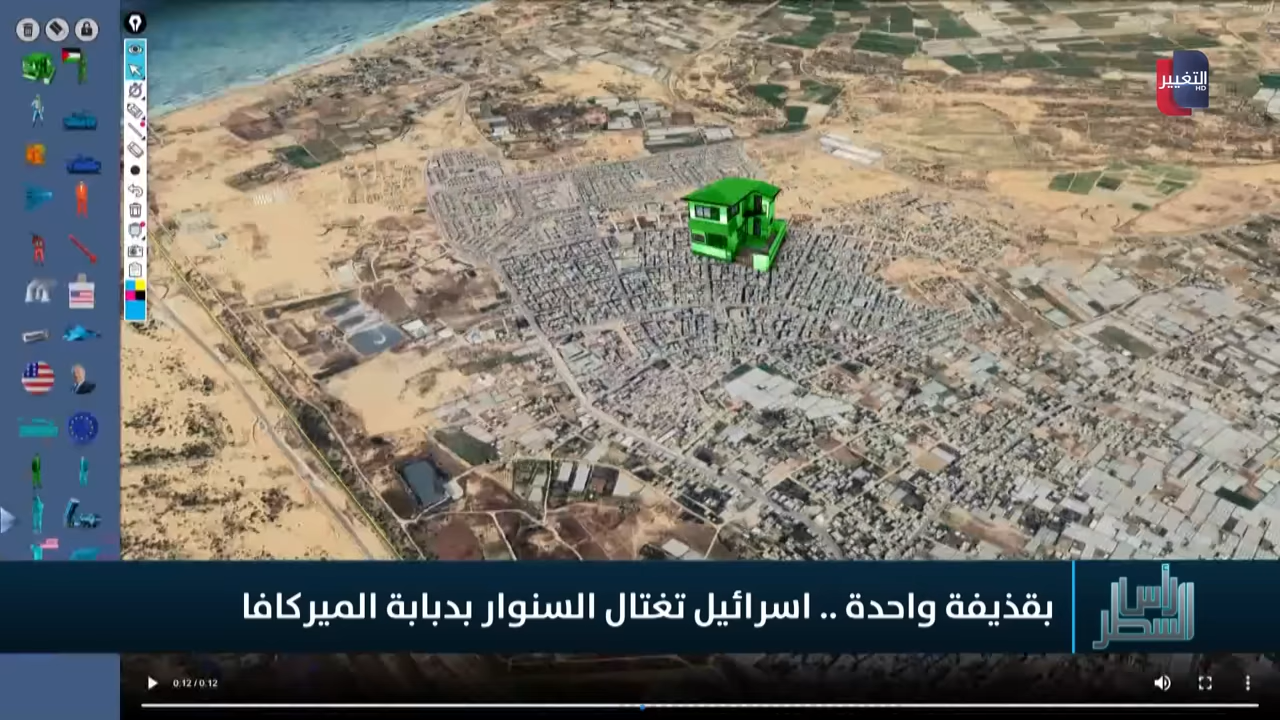 التغيير
HD
بقذيفة واحدة .. اسرائيل تغتال السنوار بدبابة الميركافا
رأس السطر
0:12 / 0:12